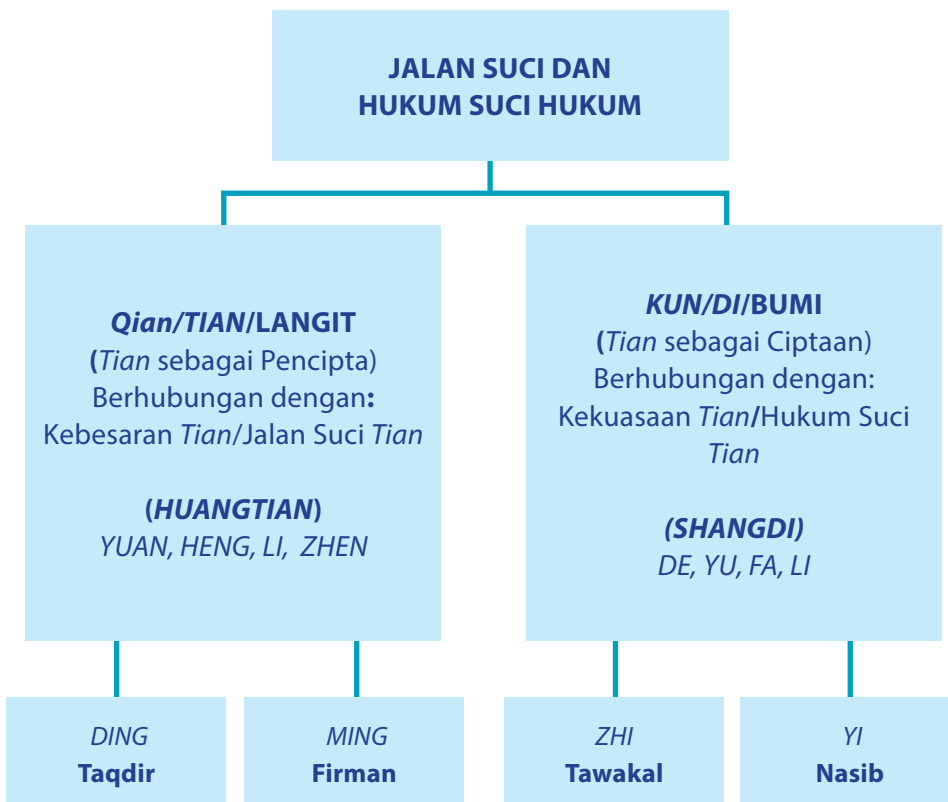 JALAN SUCI DAN
HUKUM SUCI HUKUM
Qian/TIAN/LANGIT
(Tian sebagai Pencipta)
Berhubungan dengan:
Kebesaran Tian/Jalan Suci Tian
(HUANGTIAN)
YUAN, HENG, LI, ZHEN
KUN/DI/BUMI
(Tian sebagai Ciptaan)
Berhubungan dengan:
Kekuasaan Tian/Hukum Suci
Tian
(SHANGDI)
DE, YU, FA, LI
DING
Taqdir
MING
Firman
ZHI
Tawakal
YI
Nasib